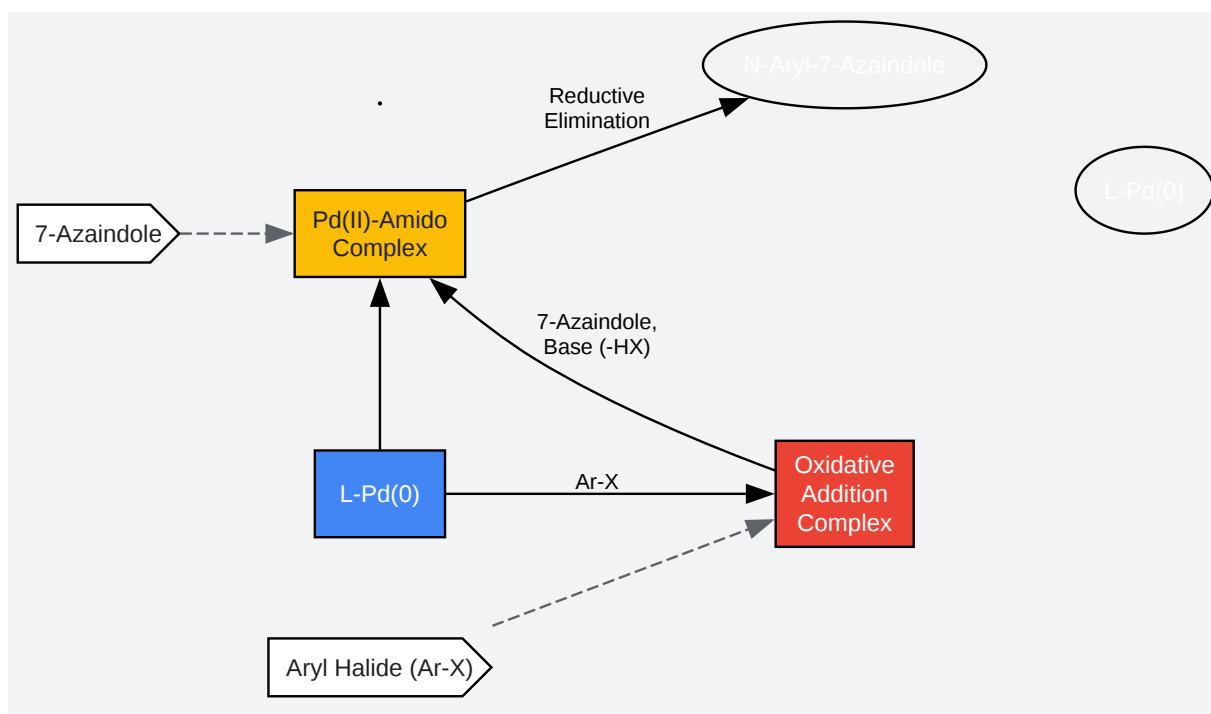 N-Aryl-7-Azaindole
Reductive
Elimination
L-Pd(0)
7-Azaindole
Pd(II)-Amido
Complex
7-Azaindole,
Base (-HX)
L-Pd(0)
Ar-X
Oxidative
Addition
Complex
Aryl Halide (Ar-X)